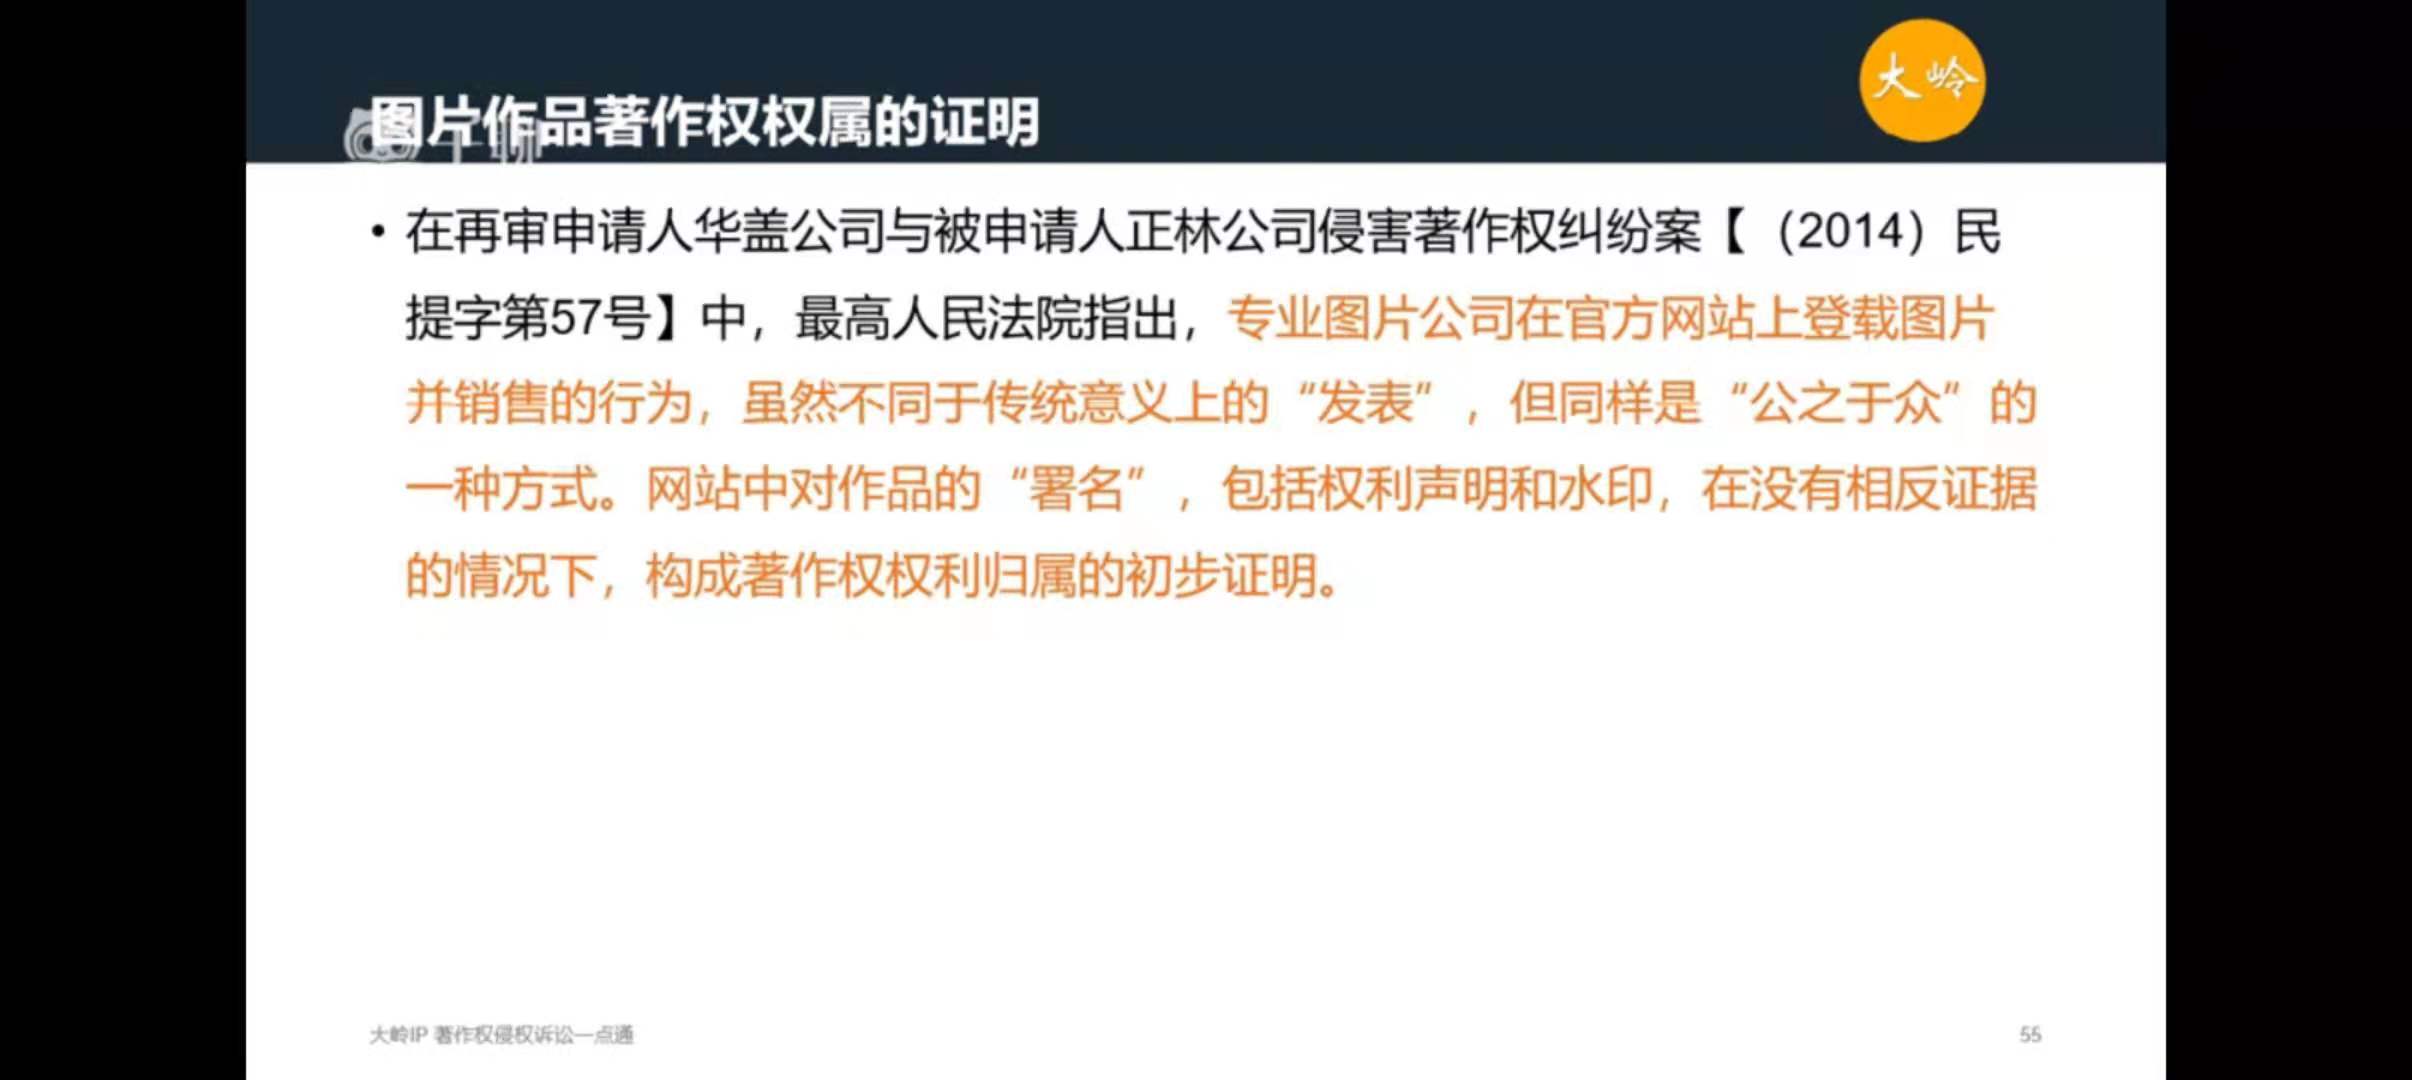 大岭
图片作品著作权权属的证明
千聊
• 在再审申请人华盖公司与被申请人正林公司侵害著作权纠纷案【（2014）民
提字第57号】中，最高人民法院指出，专业图片公司在官方网站上登载图片
并销售的行为，虽然不同于传统意义上的“发表”，但同样是“公之于众”的
一种方式。网站中对作品的“署名”，包括权利声明和水印，在没有相反证据
的情况下，构成著作权权利归属的初步证明。
大岭IP 著作权侵权诉讼一点通
55